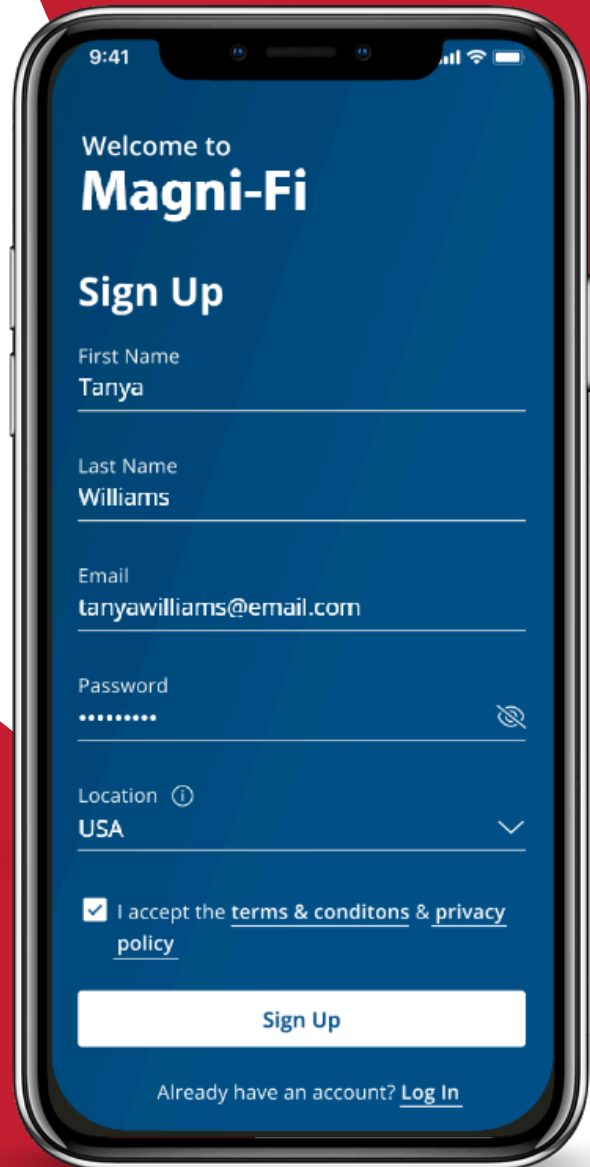 9:41
Welcome to
Magni-Fi
Sign Up
First Name
Tanya
Last Name
Williams
Email
tanyawilliams@email.com
Password
•••••••••
Location ⓘ
USA
I accept the terms & conditons & privacy
policy
Sign Up
Already have an account? Log In